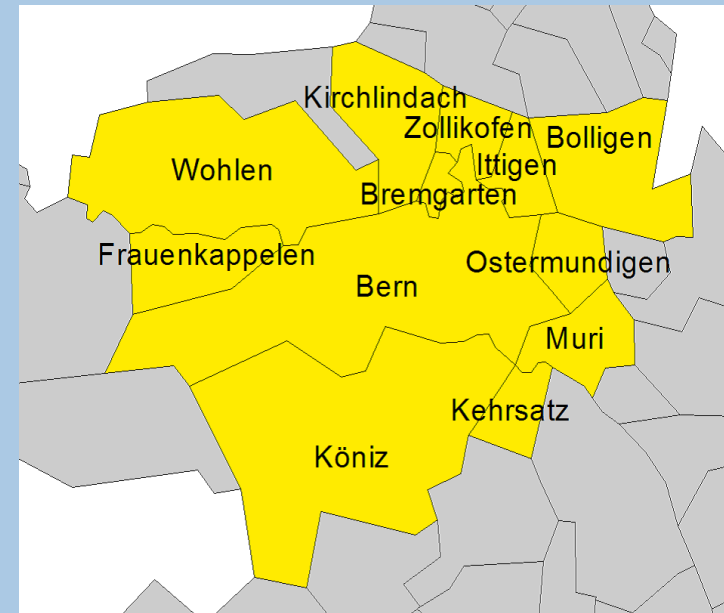 Kirchlindach
Zollikofen
Bolligen
Wohlen
Ittigen
Bremgarten
Frauenkappelen
Ostermundigen
Bern
Muri
Kehrsatz
Köniz